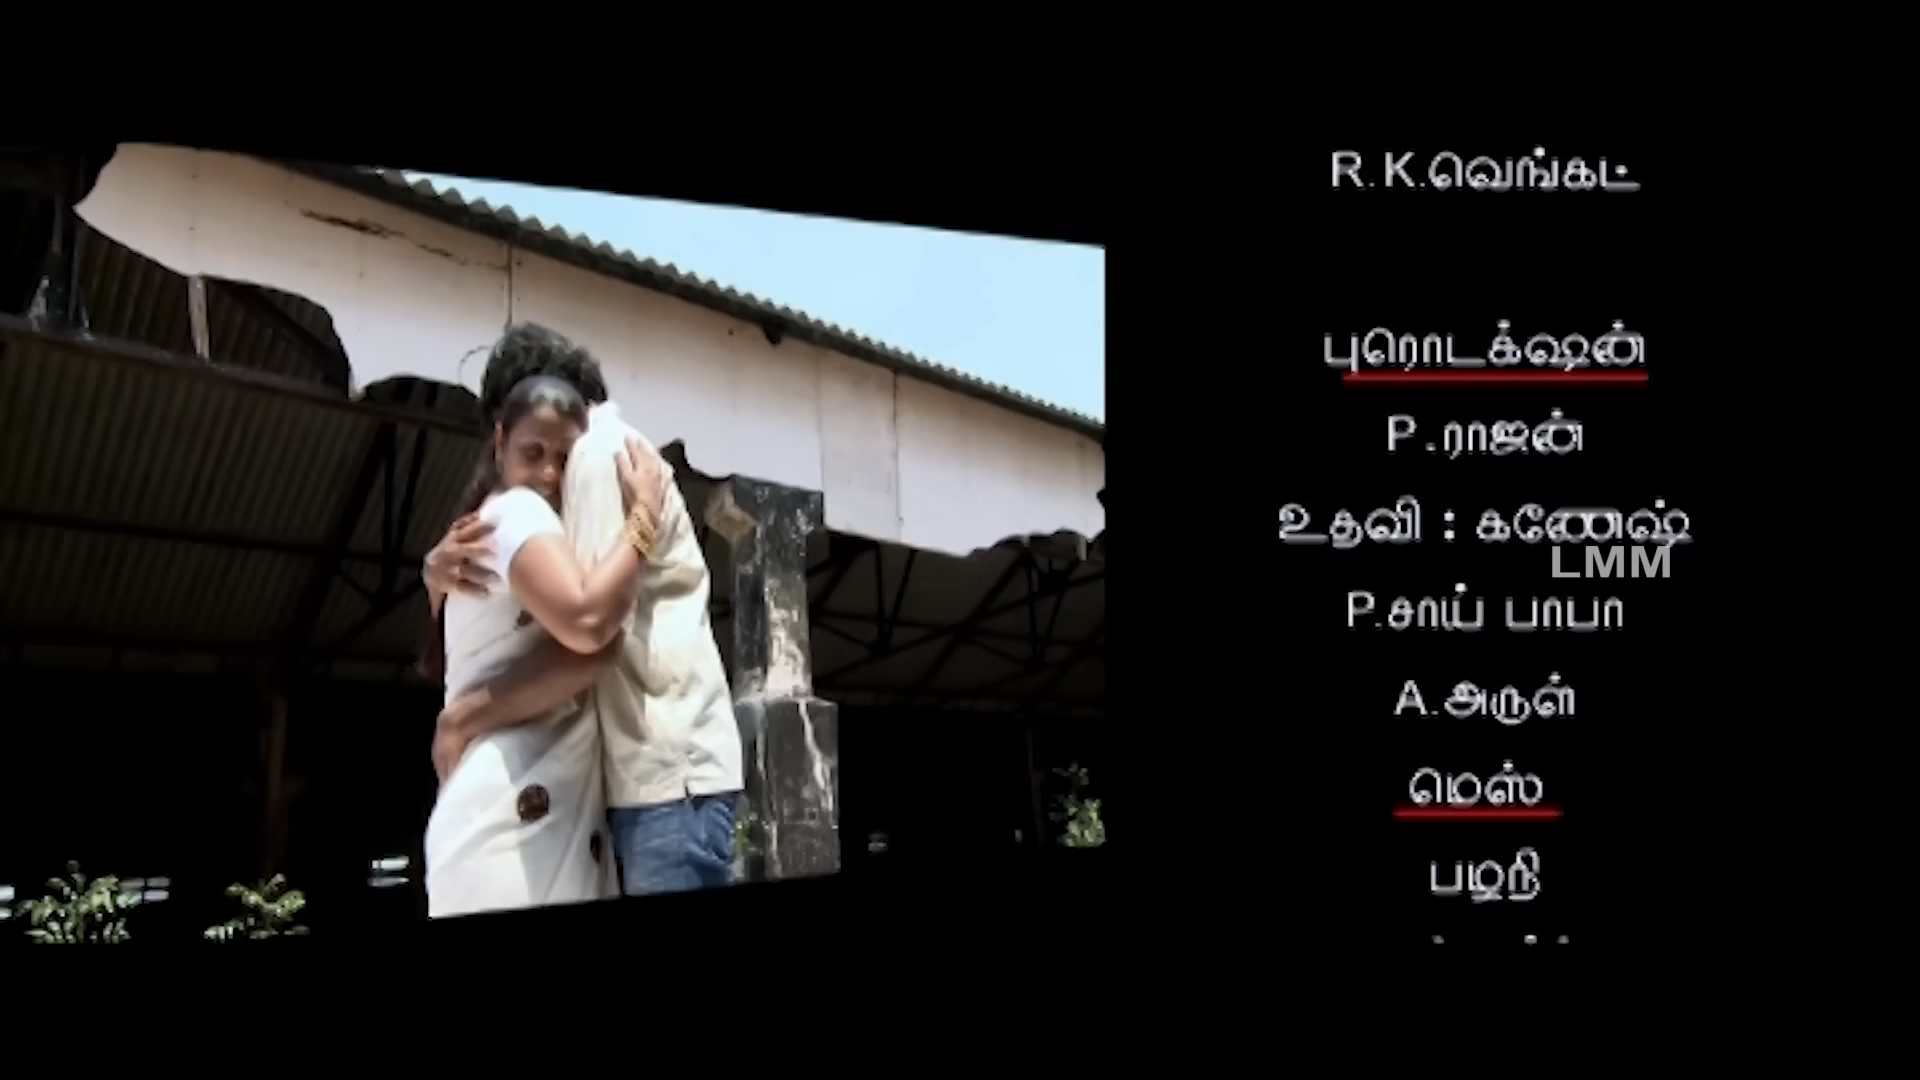 R.K.வெங்கட்
புரொடக்ஷன்
P.ராஜன்
உதவி : கணேஷ்
LMM
P.சாய் பாபா
A.அருள்
மெஸ்
பழநி